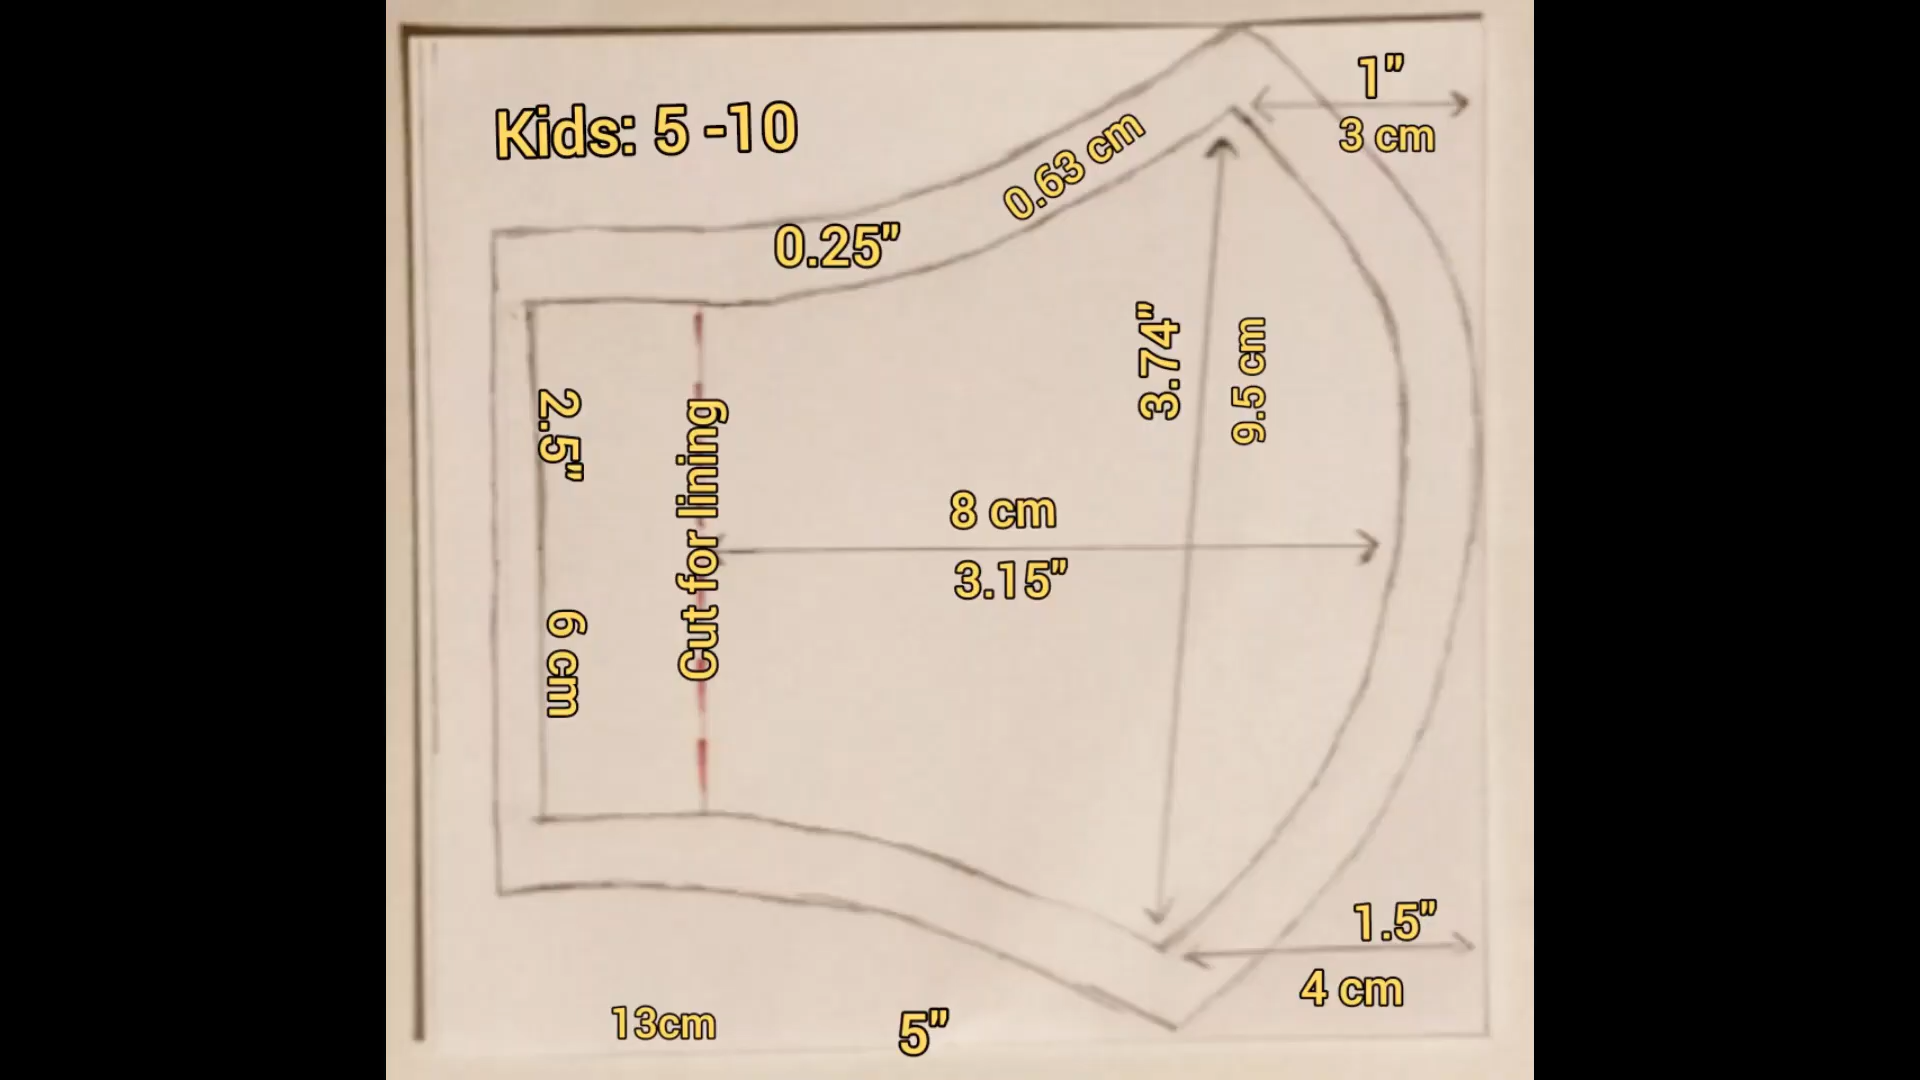 1"
3 cm
Kids: 5 -10
0.63 cm
0.25"
3.74"
9.5 cm
2.5"
6 cm
Cut for lining
8 cm
3.15"
1.5"
4 cm
13cm
5"